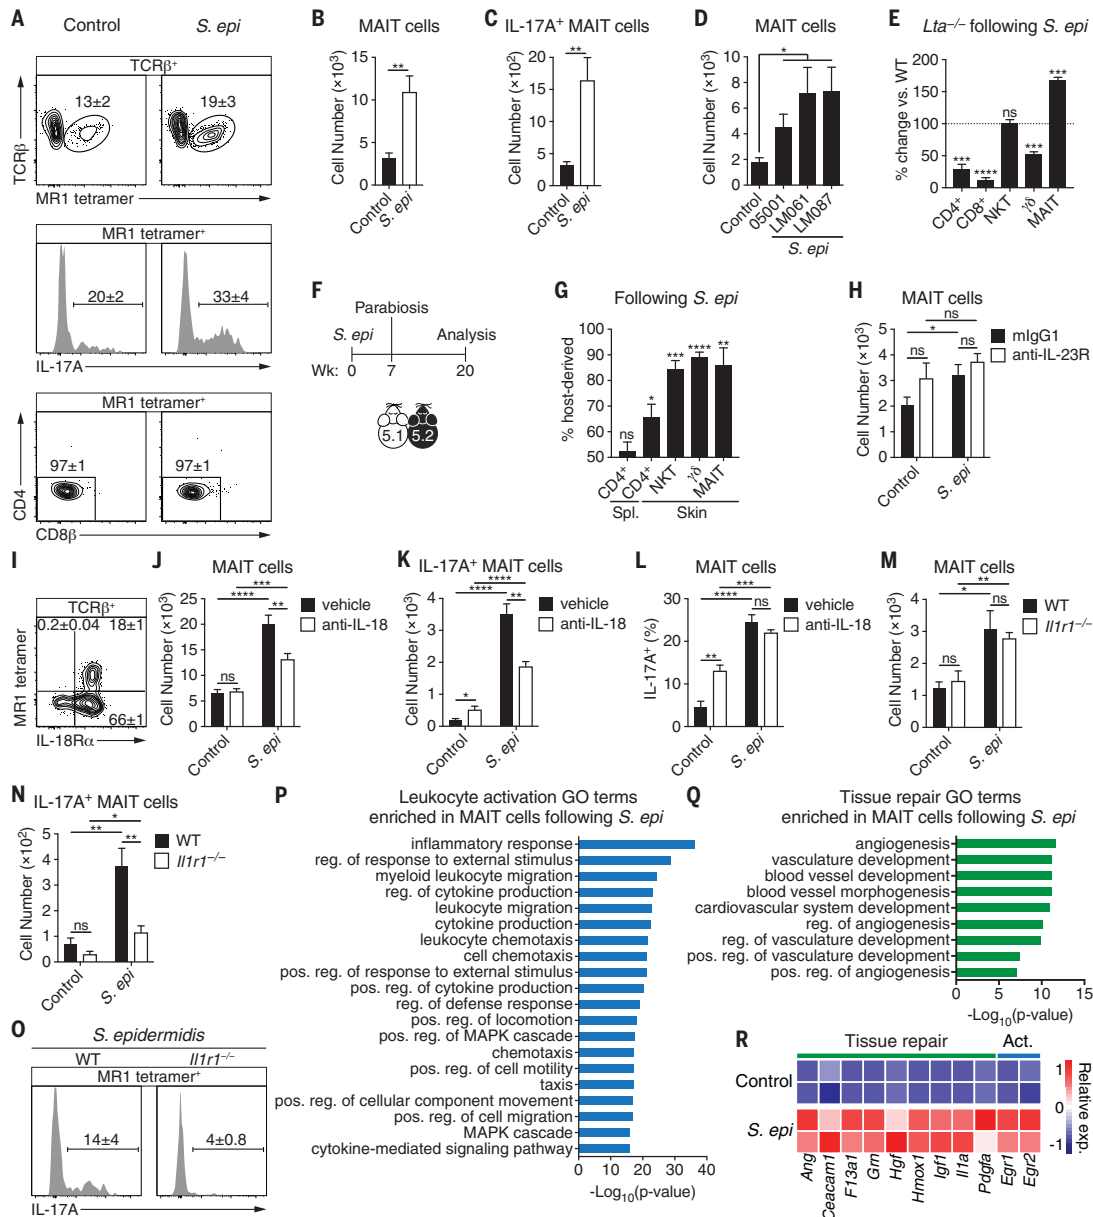 A
Control
S. epi
TCRβ+
13±2
19±3
TCRβ
MR1 tetramer
MR1 tetramer+
20±2
33±4
IL-17A
MR1 tetramer+
97±1
97±1
CD4
CD8β
B
MAIT cells
Cell Number (×10³)
15
10
5
0
**
Control
S. epi
C
IL-17A+ MAIT cells
Cell Number (×10²)
20
15
10
5
0
**
Control
S. epi
D
MAIT cells
Cell Number (×10³)
10
8
6
4
2
0
*
Control
05001
LM061
LM087
S. epi
E
Lta−/− following S. epi
% change vs. WT
200
150
100
50
0
***
****
ns
***
***
CD4+
CD8+
NKT
γδ
MAIT
F
Parabiosis
S. epi
Analysis
Wk:
0
7
20
5.1
5.2
G
Following S. epi
% host-derived
100
90
80
70
60
50
ns
*
***
****
**
CD4+
CD4+
NKT
γδ
MAIT
Spl.
Skin
H
MAIT cells
Cell Number (×10³)
5
4
3
2
1
0
ns
*
ns
ns
mIgG1
anti-IL-23R
Control
S. epi
I
TCRβ+
0.2±0.04
18±1
66±1
MR1 tetramer
IL-18Rα
J
MAIT cells
Cell Number (×10³)
25
20
15
10
5
0
***
****
**
ns
vehicle
anti-IL-18
Control
S. epi
K
IL-17A+ MAIT cells
Cell Number (×10³)
4
3
2
1
0
****
****
**
*
Control
S. epi
L
MAIT cells
IL-17A+ (%)
30
20
10
0
***
****
ns
**
vehicle
anti-IL-18
Control
S. epi
M
MAIT cells
Cell Number (×10³)
5
4
3
2
1
0
**
*
ns
ns
WT
Il1r1−/−
Control
S. epi
N
IL-17A+ MAIT cells
Cell Number (×10²)
5
4
3
2
1
0
*
**
**
ns
WT
Il1r1−/−
Control
S. epi
O
S. epidermidis
WT
Il1r1−/−
MR1 tetramer+
14±4
4±0.8
IL-17A
P
Leukocyte activation GO terms
enriched in MAIT cells following S. epi
inflammatory response
reg. of response to external stimulus
myeloid leukocyte migration
reg. of cytokine production
leukocyte migration
cytokine production
leukocyte chemotaxis
cell chemotaxis
pos. reg. of response to external stimulus
pos. reg. of cytokine production
reg. of defense response
pos. reg. of locomotion
pos. reg. of MAPK cascade
chemotaxis
pos. reg. of cell motility
taxis
pos. reg. of cellular component movement
pos. reg. of cell migration
MAPK cascade
cytokine-mediated signaling pathway
0
10
20
30
40
-Log10(p-value)
Q
Tissue repair GO terms
enriched in MAIT cells following S. epi
angiogenesis
vasculature development
blood vessel development
blood vessel morphogenesis
cardiovascular system development
reg. of angiogenesis
reg. of vasculature development
pos. reg. of vasculature development
pos. reg. of angiogenesis
0
5
10
15
-Log10(p-value)
R
Tissue repair
Act.
Control
S. epi
1
0
-1
Relative exp.
Ang
Ceacam1
F13a1
Grn
Hgf
Hmox1
Igf1
Il1a
Pdgfa
Egr1
Egr2